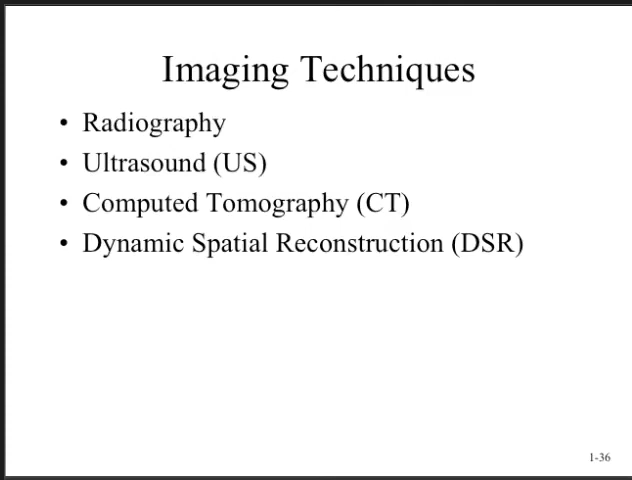 Imaging Techniques
• Radiography
• Ultrasound (US)
• Computed Tomography (CT)
• Dynamic Spatial Reconstruction (DSR)
1-36